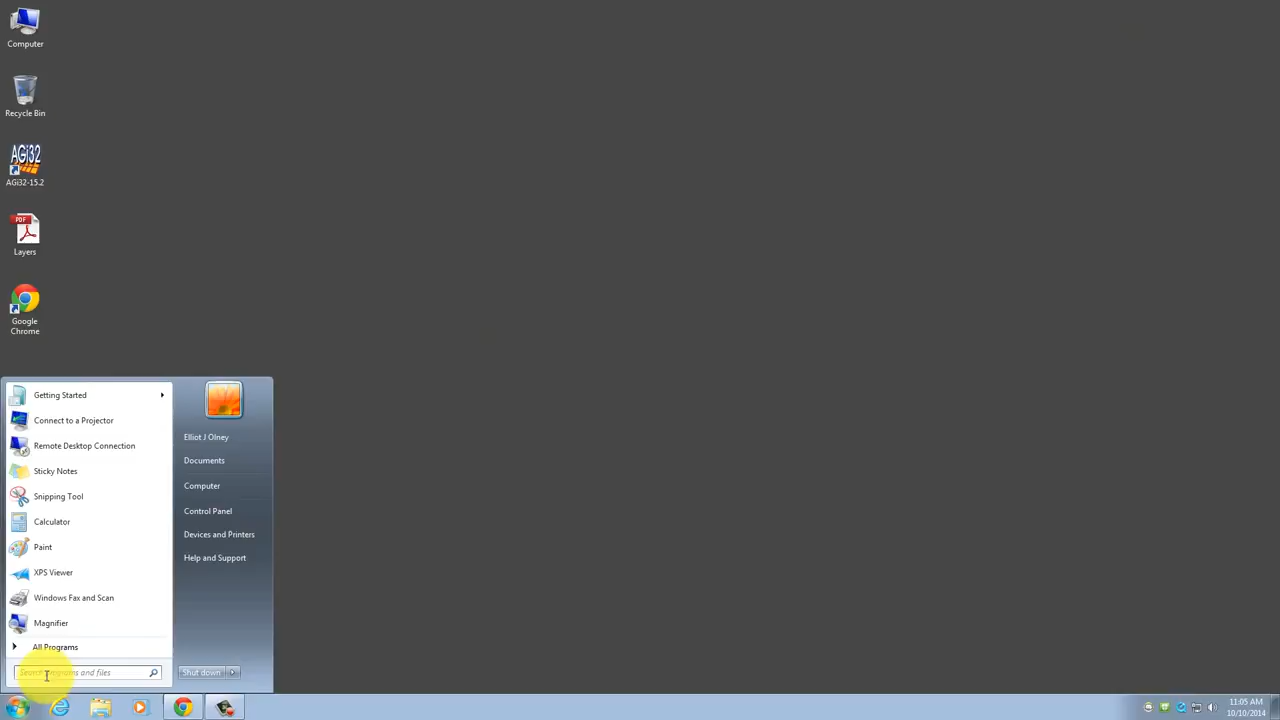 Computer
Recycle Bin
AGi32
AGi32-15.2
PDF
Layers
Google
Chrome
Getting Started
Connect to a Projector
Remote Desktop Connection
Sticky Notes
Snipping Tool
Calculator
Paint
XPS Viewer
Windows Fax and Scan
Magnifier
All Programs
Search programs and files
Elliot J Olney
Documents
Computer
Control Panel
Devices and Printers
Help and Support
Shut down
11:05 AM
10/10/2014